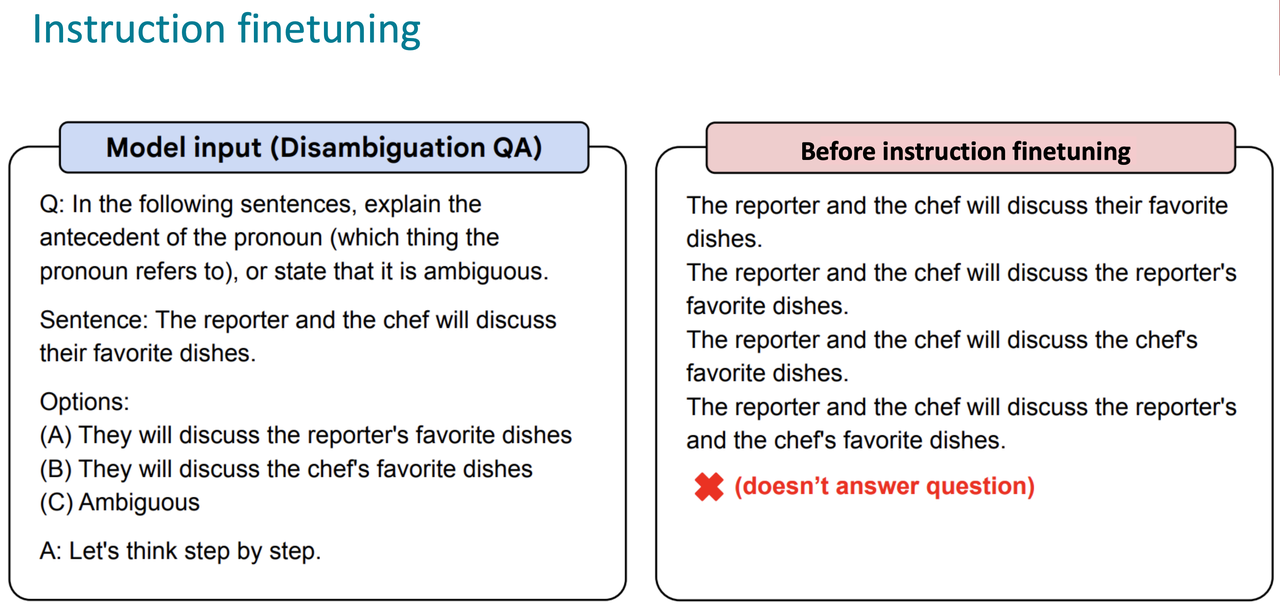 Instruction finetuning
Model input (Disambiguation QA)
Q: In the following sentences, explain the
antecedent of the pronoun (which thing the
pronoun refers to), or state that it is ambiguous.
Sentence: The reporter and the chef will discuss
their favorite dishes.
Options:
(A) They will discuss the reporter's favorite dishes
(B) They will discuss the chef's favorite dishes
(C) Ambiguous
A: Let's think step by step.
Before instruction finetuning
The reporter and the chef will discuss their favorite
dishes.
The reporter and the chef will discuss the reporter's
favorite dishes.
The reporter and the chef will discuss the chef's
favorite dishes.
The reporter and the chef will discuss the reporter's
and the chef's favorite dishes.
(doesn’t answer question)